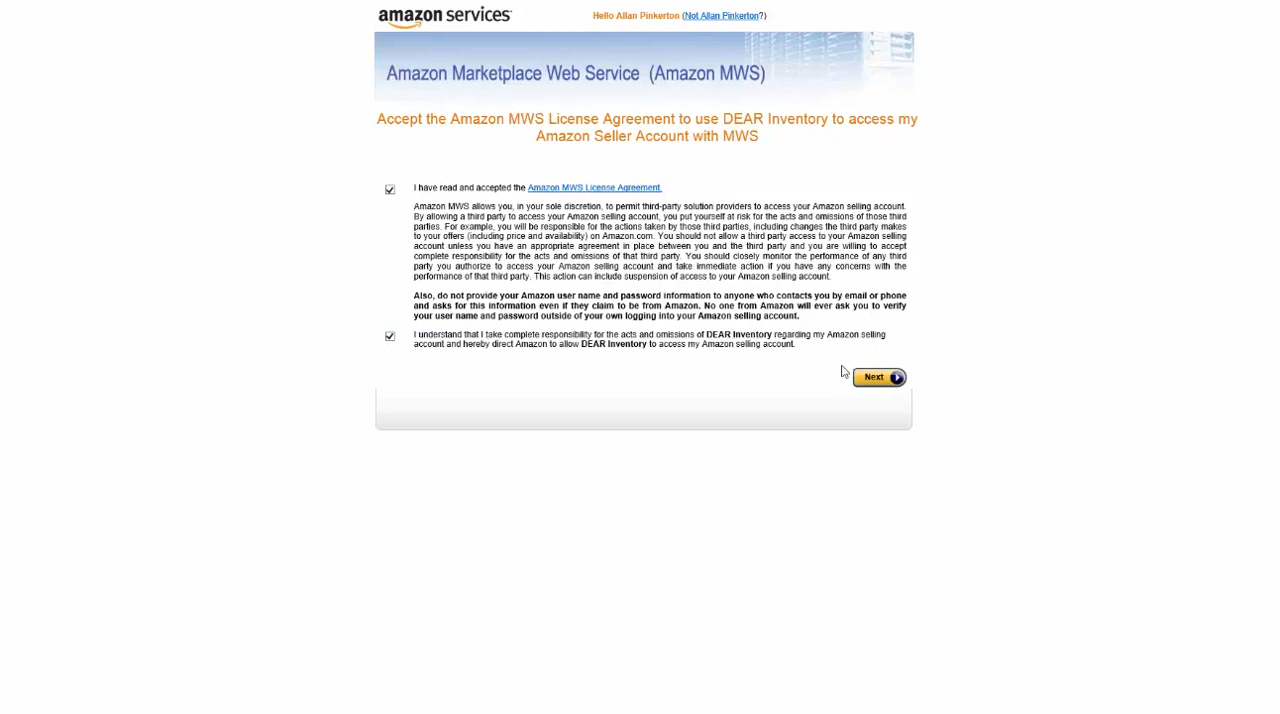 amazon services
Hello Allan Pinkerton (Not Allan Pinkerton?)
Amazon Marketplace Web Service (Amazon MWS)
Accept the Amazon MWS License Agreement to use DEAR Inventory to access my
Amazon Seller Account with MWS
I have read and accepted the Amazon MWS License Agreement.
Amazon MWS allows you, in your sole discretion, to permit third-party solution providers to access your Amazon selling account.
By allowing a third party to access your Amazon selling account, you put yourself at risk for the acts and omissions of those third
parties. For example, you will be responsible for the actions taken by those third parties, including changes the third party makes
to your offers (including price and availability) on Amazon.com. You should not allow a third party access to your Amazon selling
account unless you have an appropriate agreement in place between you and the third party and you are willing to accept
complete responsibility for the acts and omissions of that third party. You should closely monitor the performance of any third
party you authorize to access your Amazon selling account and take immediate action if you have any concerns with the
performance of that third party. This action can include suspension of access to your Amazon selling account.
Also, do not provide your Amazon user name and password information to anyone who contacts you by email or phone
and asks for this information even if they claim to be from Amazon. No one from Amazon will ever ask you to verify
your user name and password outside of your own logging into your Amazon selling account.
I understand that I take complete responsibility for the acts and omissions of DEAR Inventory regarding my Amazon selling
account and hereby direct Amazon to allow DEAR Inventory to access my Amazon selling account.
Next